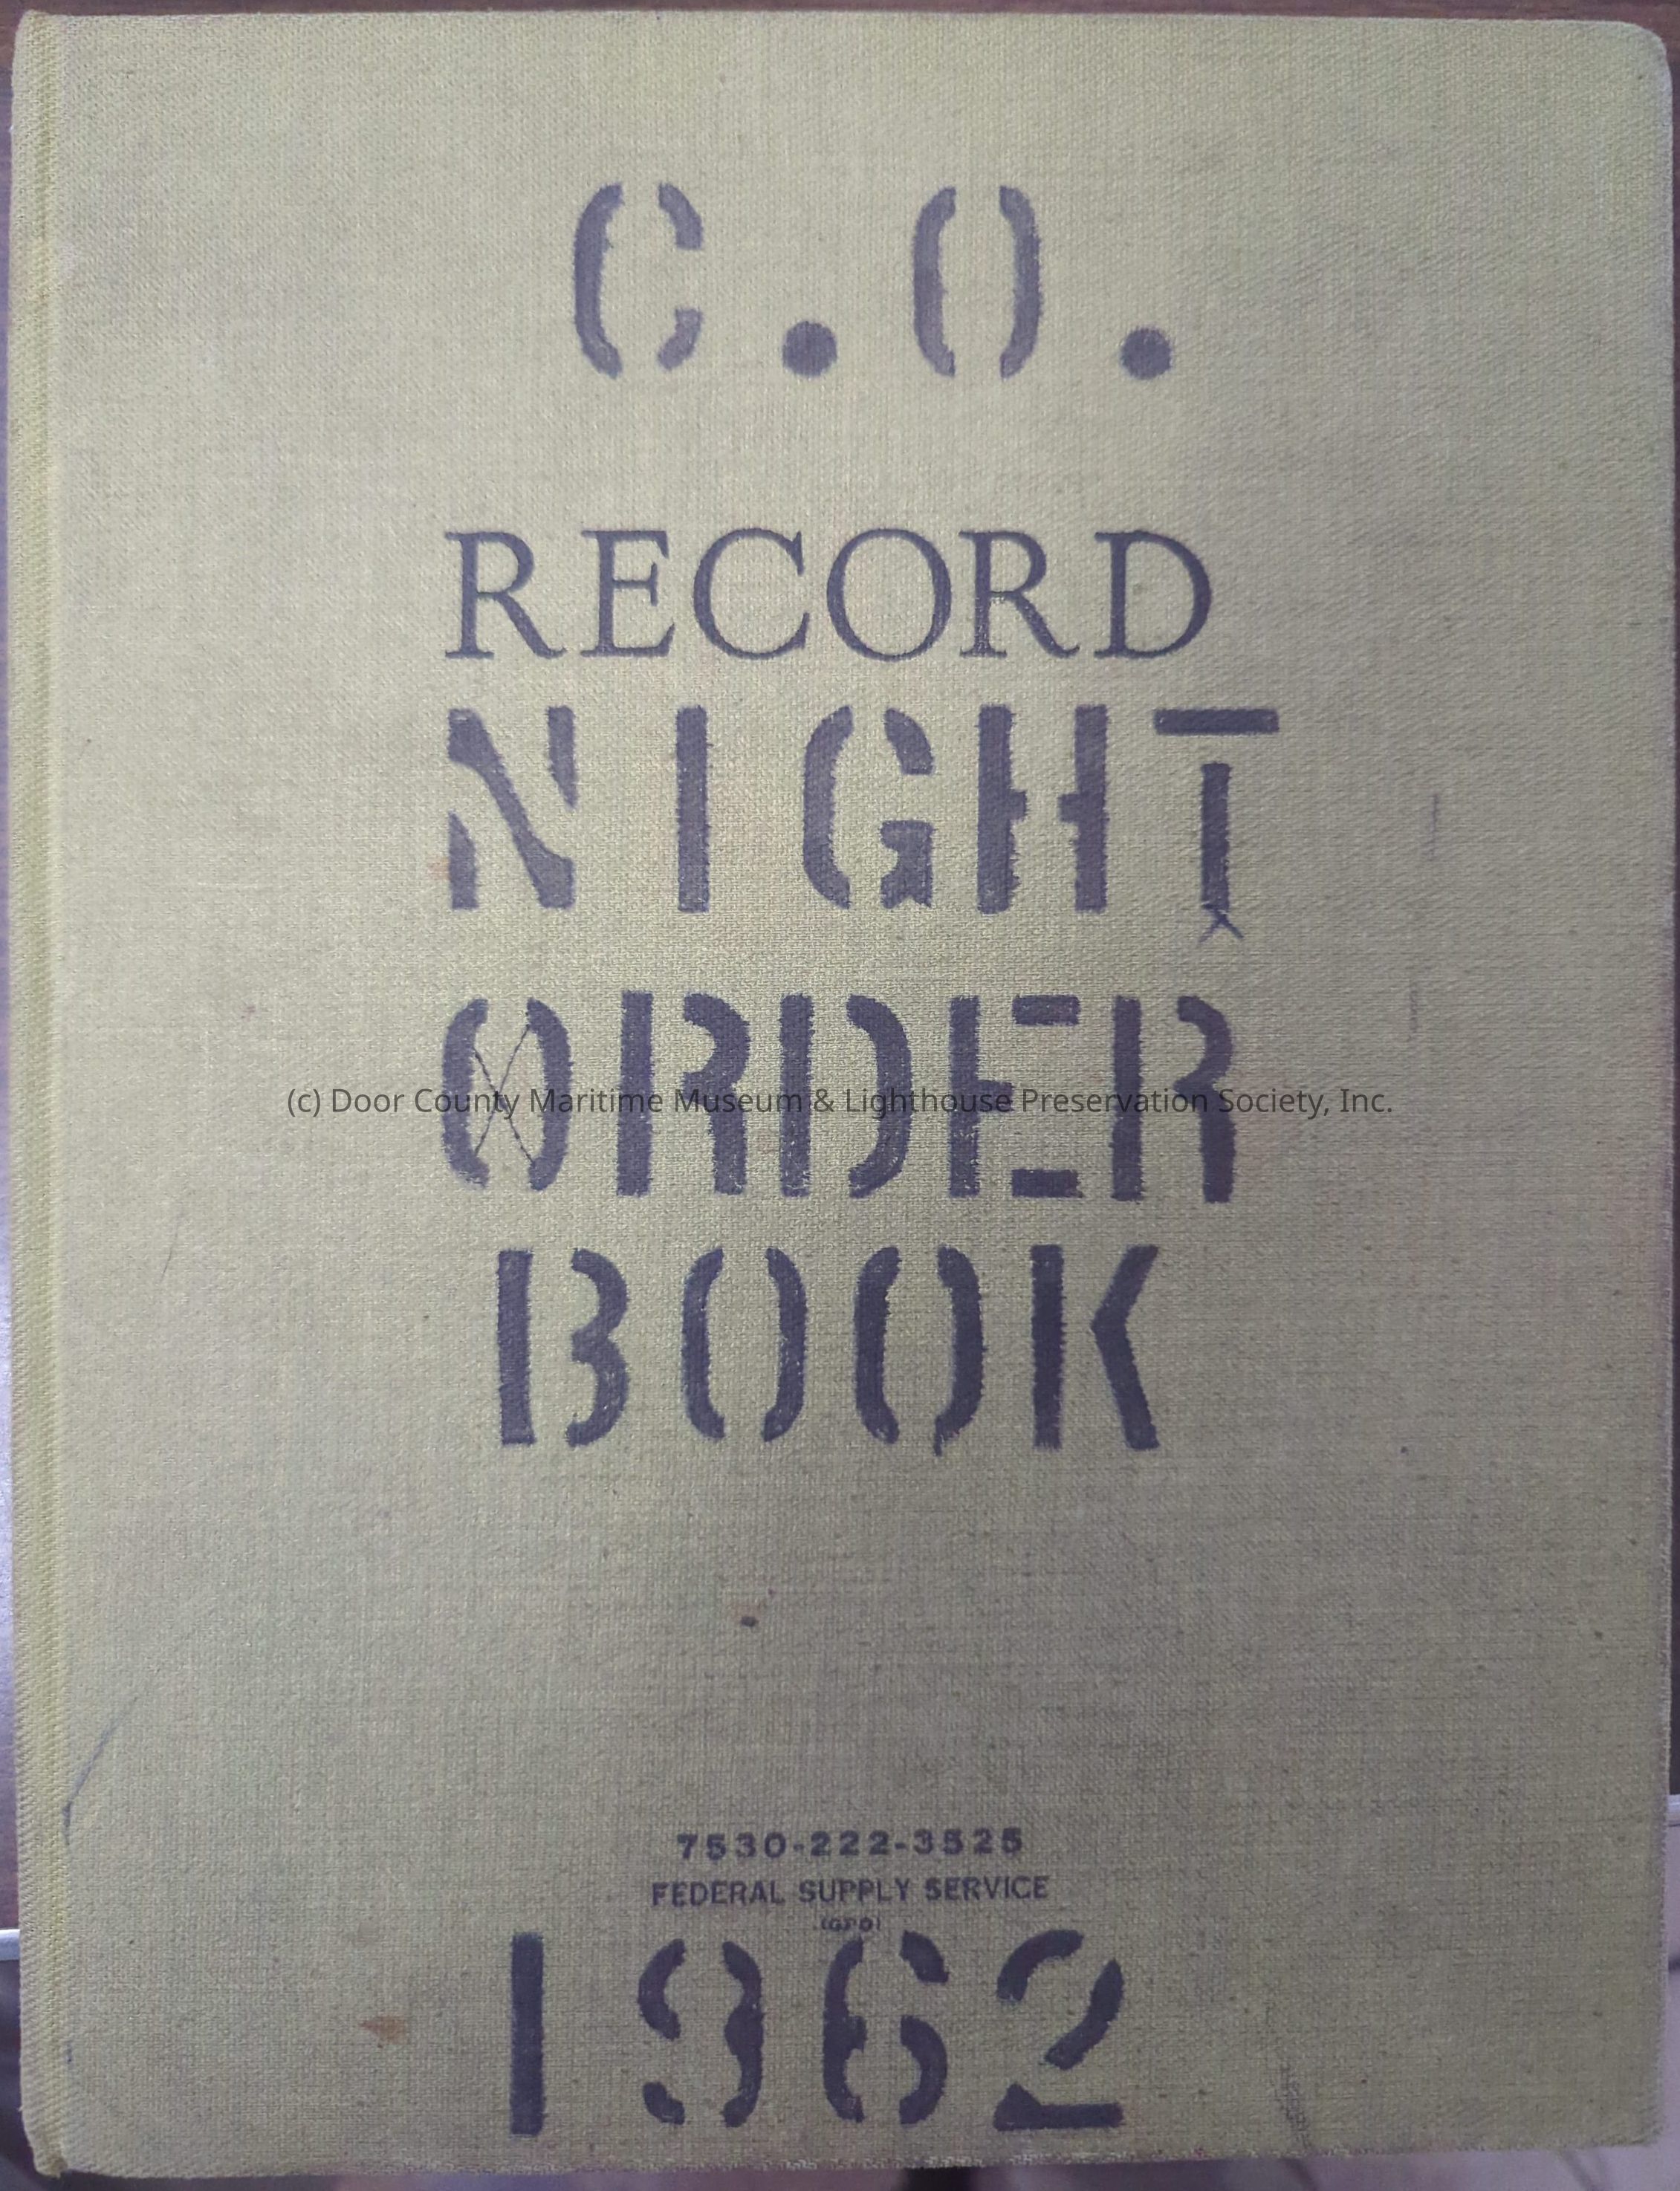 C.O.
RECORD
NIGHT
ORDER
(c) Door County Maritime Museum & Lighthouse Preservation Society, Inc.
BOOK
7530-222-3525
FEDERAL SUPPLY SERVICE
(GPO)
1962